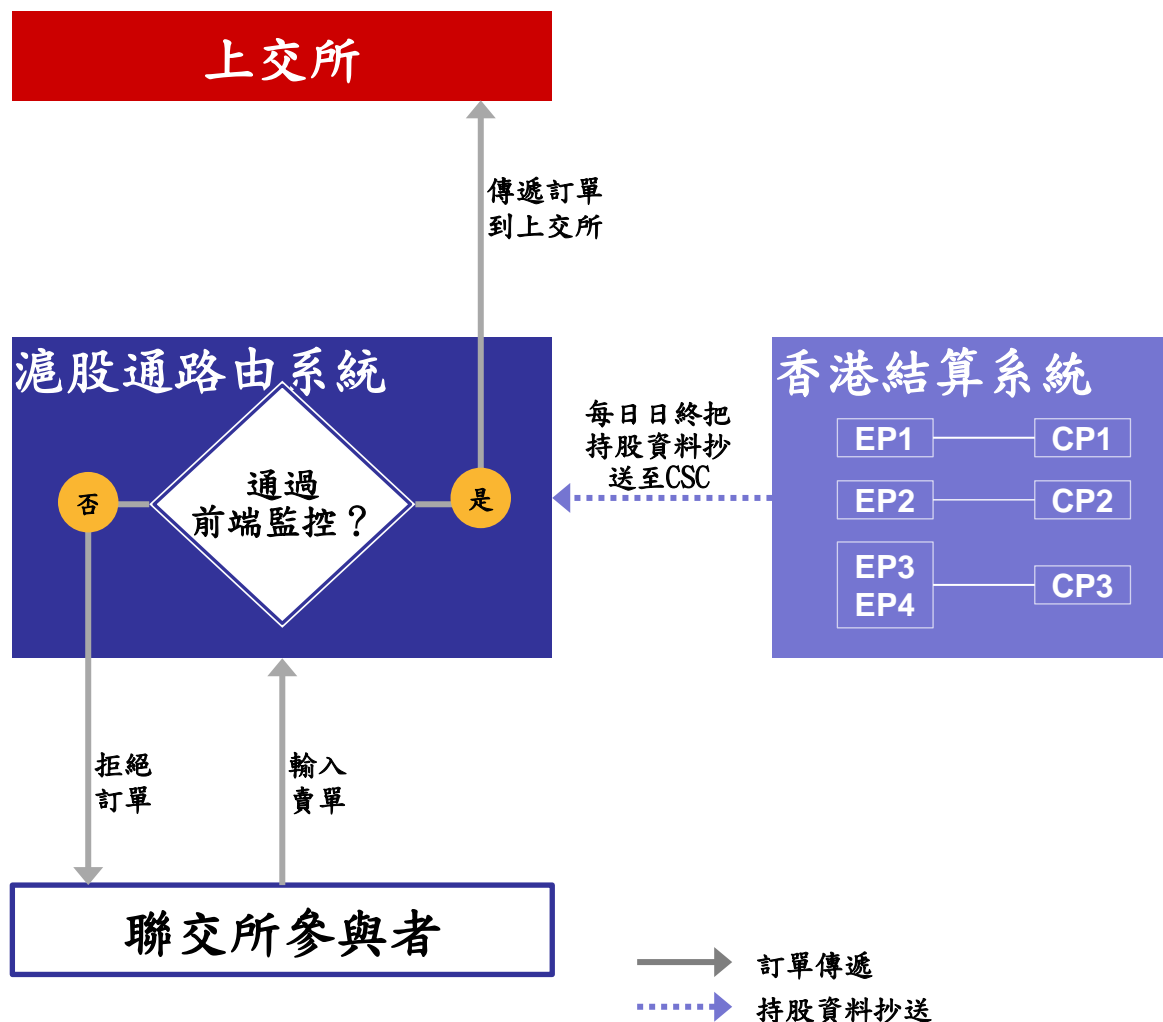 上交所
傳遞訂單
到上交所
滬股通路由系統
通過
前端監控？
否
是
每日日終把
持股資料抄
送至CSC
香港結算系統
EP1
CP1
EP2
CP2
EP3
EP4
CP3
拒絕
訂單
輸入
賣單
聯交所參與者
訂單傳遞
持股資料抄送